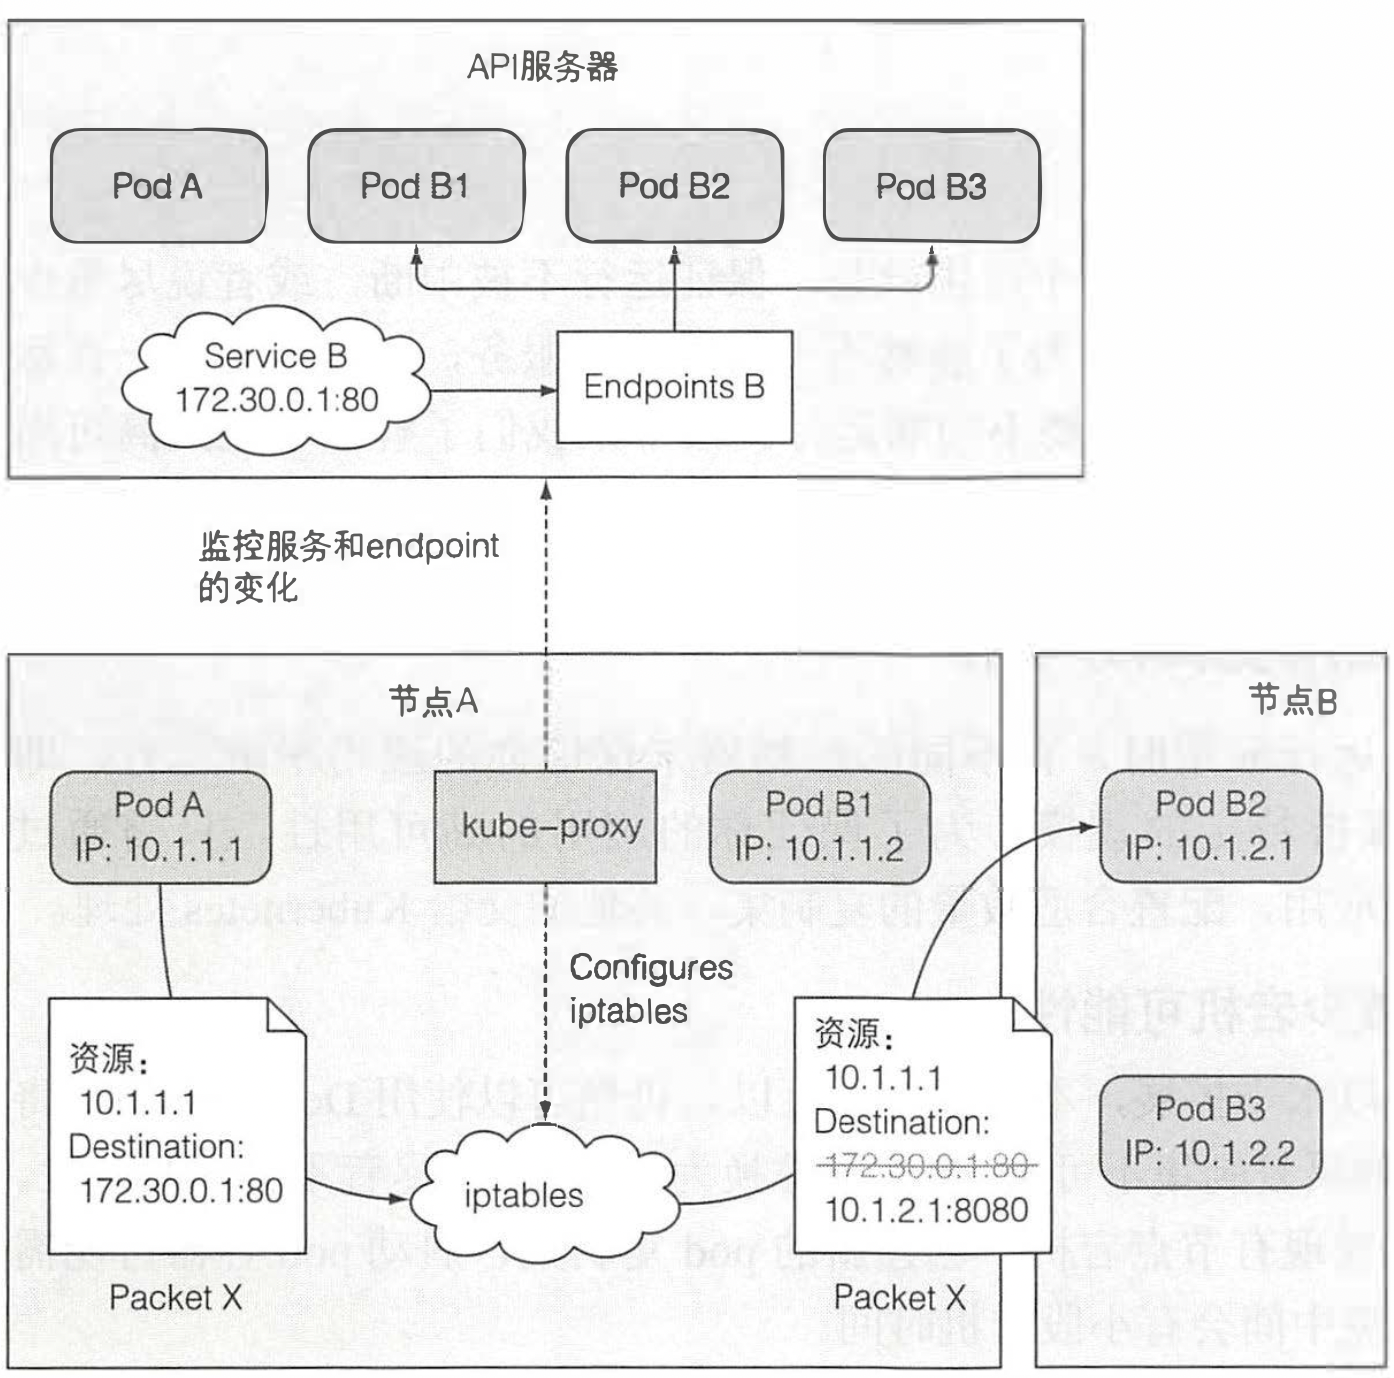 API服务器
Pod A
Pod B1
Pod B2
Pod B3
Service B
172.30.0.1:80
Endpoints B
监控服务和endpoint
的变化
节点A
节点B
Pod A
IP: 10.1.1.1
kube-proxy
Pod B1
IP: 10.1.1.2
Pod B2
IP: 10.1.2.1
Configures
iptables
资源:
10.1.1.1
Destination:
172.30.0.1:80
Packet X
iptables
资源:
10.1.1.1
Destination:
172.30.0.1:80
10.1.2.1:8080
Packet X
Pod B3
IP: 10.1.2.2